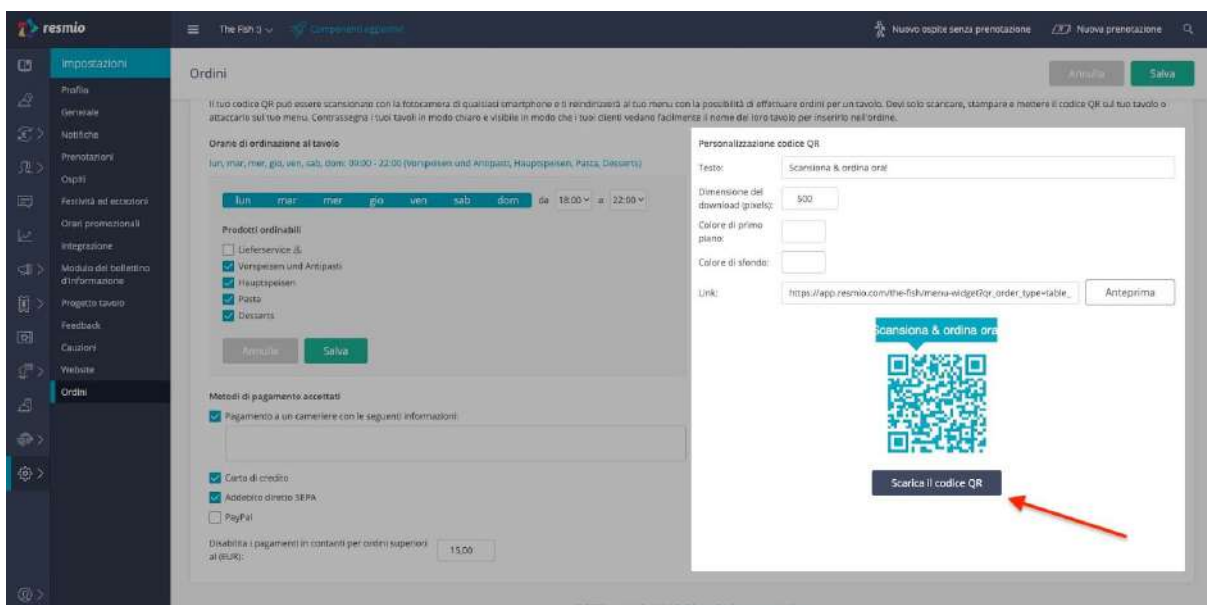 resmio
The Fish :)
Componenti aggiuntivi
Nuovo ospite senza prenotazione
Nuova prenotazione
Impostazioni
Profilo
Generale
Notifiche
Prenotazioni
Ospiti
Festività ed eccezioni
Orari promozionali
Integrazione
Modulo del bollettino
d'informazione
Progetto tavolo
Feedback
Cauzioni
Website
Ordini
Ordini
Annulla
Salva
Il tuo codice QR può essere scansionato con la fotocamera di qualsiasi smartphone e ti reindirizzerà al tuo menu con la possibilità di effettuare ordini per un tavolo. Devi solo scaricare, stampare e mettere il codice QR sul tuo tavolo o
attaccarlo sul tuo menu. Contrassegna i tuoi tavoli in modo chiaro e visibile in modo che i tuoi clienti vedano facilmente il nome del loro tavolo per inserirlo nell'ordine.
Orario di ordinazione al tavolo
lun, mar, mer, gio, ven, sab, dom: 09:00 - 22:00 (Vorspeisen und Antipasti, Hauptspeisen, Pasta, Desserts)
lun mar mer gio ven sab dom da 18:00 a 22:00
Prodotti ordinabili
Lieferservice
Vorspeisen und Antipasti
Hauptspeisen
Pasta
Desserts
Annulla
Salva
Metodi di pagamento accettati
Pagamento a un cameriere con le seguenti informazioni:
Carta di credito
Addebito diretto SEPA
PayPal
Disabilita i pagamenti in contanti per ordini superiori
al (EUR):
15,00
Personalizzazione codice QR
Testo:
Scansiona & ordina ora!
Dimensione del
download (pixels):
500
Colore di primo
piano:
Colore di sfondo:
Link:
https://app.resmio.com/the-fish/menu-widget?qr_order_type=table_
Anteprima
Scansiona & ordina ora!
Scarica il codice QR